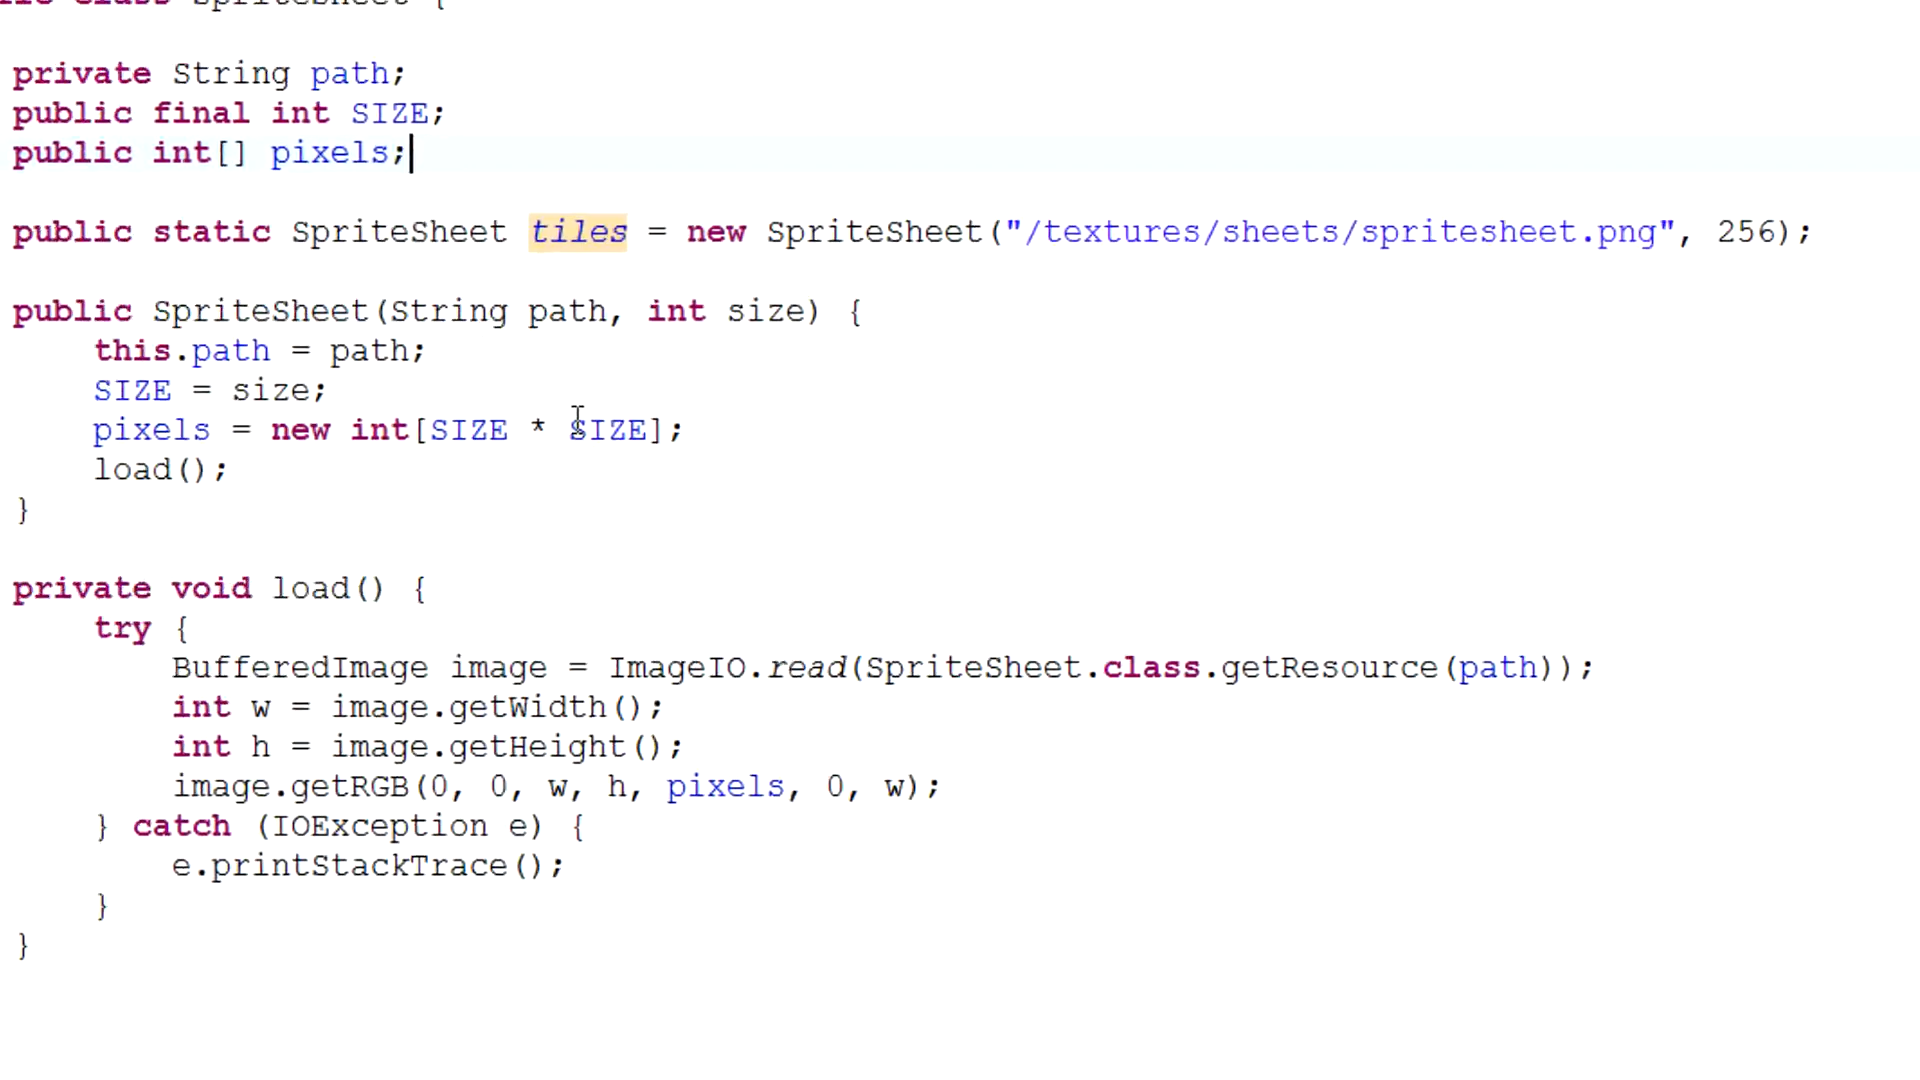 class SpriteSheet {
private String path;
public final int SIZE;
public int[] pixels;
public static SpriteSheet tiles = new SpriteSheet("/textures/sheets/spritesheet.png", 256);
public SpriteSheet(String path, int size) {
this.path = path;
SIZE = size;
pixels = new int[SIZE * SIZE];
load();
}
private void load() {
try {
BufferedImage image = ImageIO.read(SpriteSheet.class.getResource(path));
int w = image.getWidth();
int h = image.getHeight();
image.getRGB(0, 0, w, h, pixels, 0, w);
} catch (IOException e) {
e.printStackTrace();
}
}